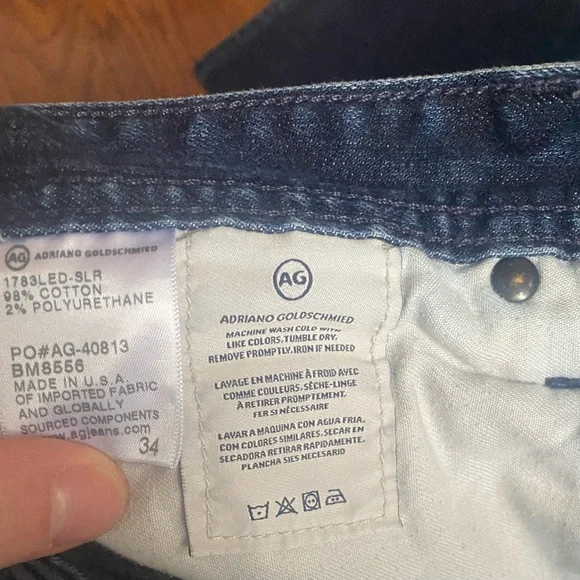 AG ADRIANO GOLDSCHMIED
1783LED-SLR
98% COTTON
2% POLYURETHANE
PO#AG-40813
BM8556
MADE IN U.S.A.
OF IMPORTED FABRIC
AND GLOBALLY
SOURCED COMPONENTS
www.agjeans.com
34
AG
ADRIANO GOLDSCHMIED
MACHINE WASH COLD WITH
LIKE COLORS, TUMBLE DRY,
REMOVE PROMPTLY. IRON IF NEEDED
LAVAGE EN MACHINE À FROID AVEC
COMME COULEURS, SÈCHE-LINGE
À RETIRER PROMPTEMENT.
FER SI NÉCESSAIRE
LAVAR A MAQUINA CON AGUA FRIA,
CON COLORES SIMILARES. SECAR EN
SECADORA RETIRAR RAPIDAMENTE.
PLANCHA SIES NECESARID